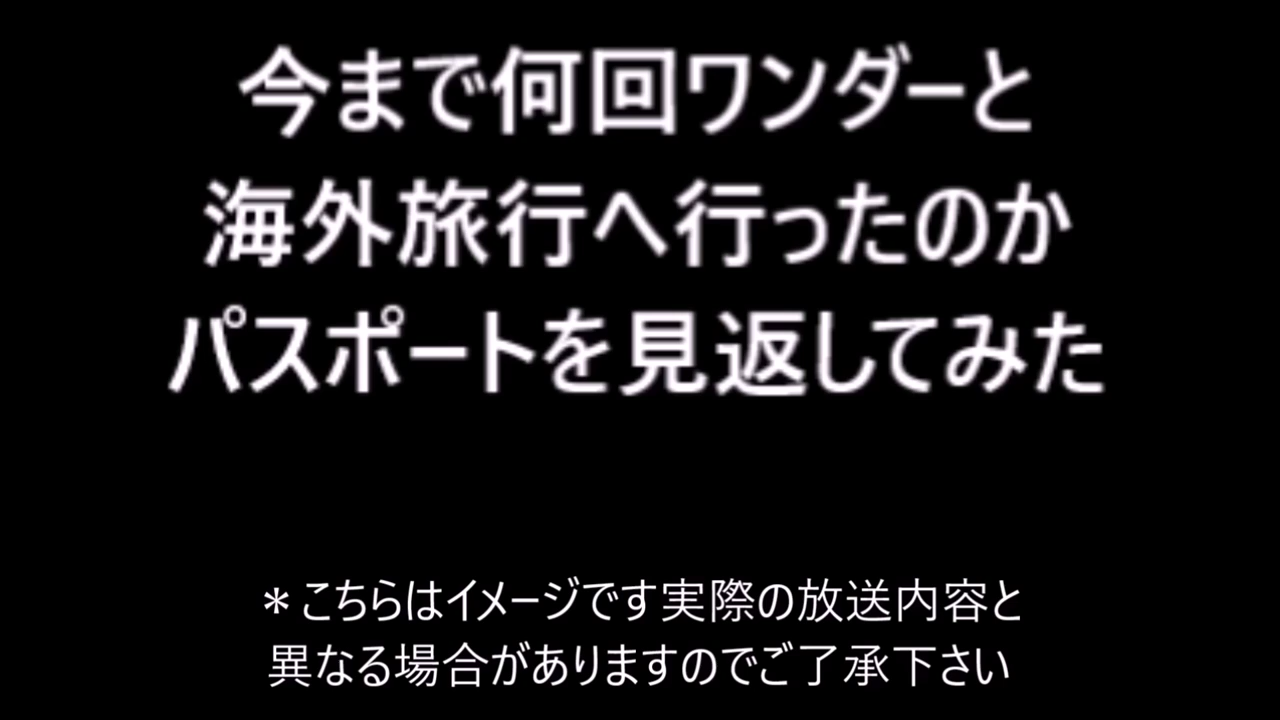 今まで何回ワンダーと
海外旅行へ行ったのか
パスポートを見返してみた
＊こちらはイメージです実際の放送内容と
異なる場合がありますのでご了承下さい